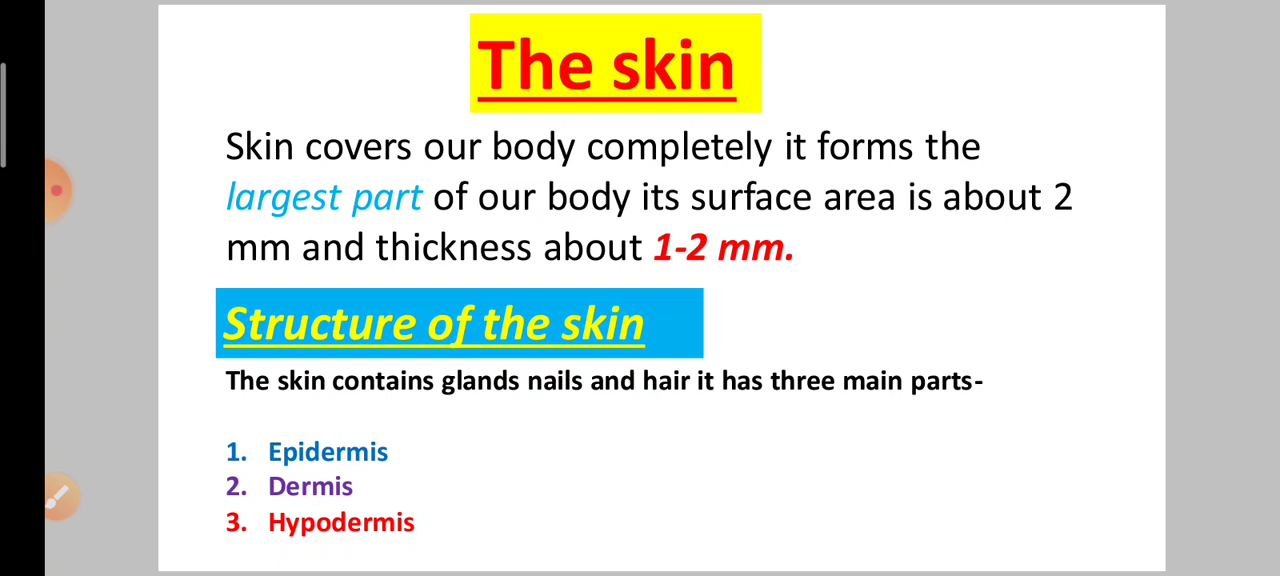 The skin
Skin covers our body completely it forms the
largest part of our body its surface area is about 2
mm and thickness about 1-2 mm.
Structure of the skin
The skin contains glands nails and hair it has three main parts-
1. Epidermis
2. Dermis
3. Hypodermis